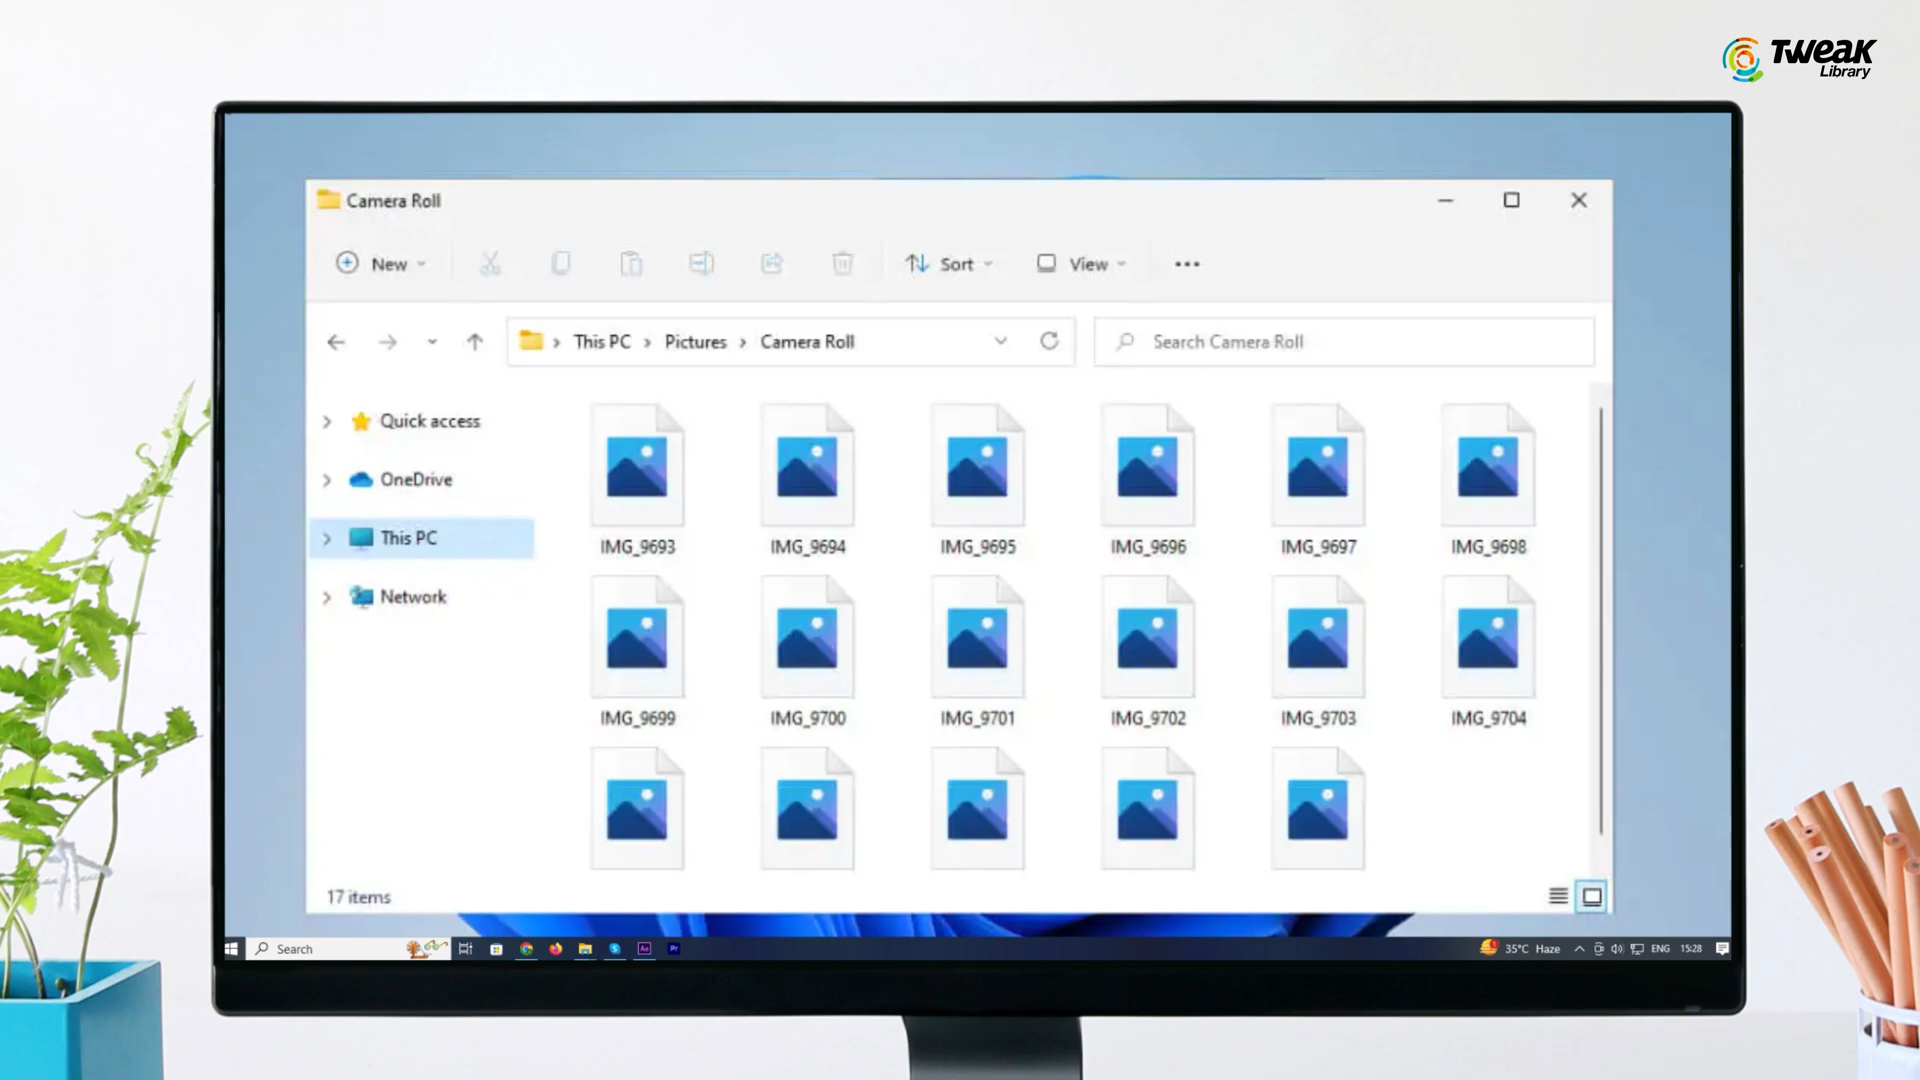 TWEAK
Library
Camera Roll
New
Sort
View
This PC > Pictures > Camera Roll
Search Camera Roll
Quick access
OneDrive
This PC
Network
IMG_9693
IMG_9694
IMG_9695
IMG_9696
IMG_9697
IMG_9698
IMG_9699
IMG_9700
IMG_9701
IMG_9702
IMG_9703
IMG_9704
17 items
Search
Ae
Pr
35°C Haze
ENG
15:28